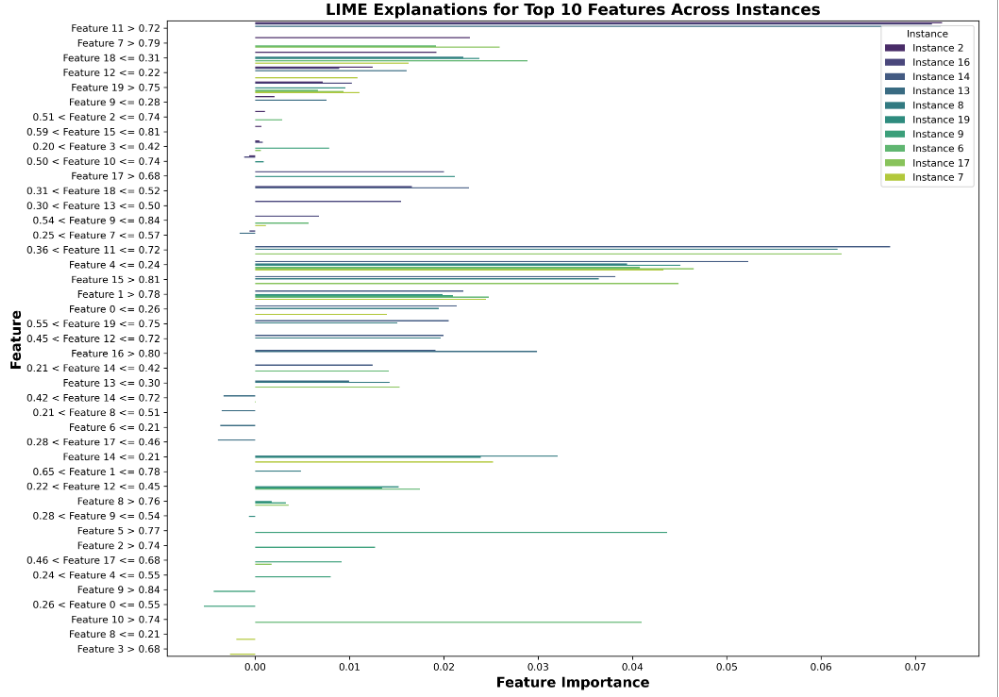 LIME Explanations for Top 10 Features Across Instances
Feature 11 > 0.72
Feature 7 > 0.79
Feature 18 <= 0.31
Feature 12 <= 0.22
Feature 19 > 0.75
Feature 9 <= 0.28
0.51 < Feature 2 <= 0.74
0.59 < Feature 15 <= 0.81
0.20 < Feature 3 <= 0.42
0.50 < Feature 10 <= 0.74
Feature 17 > 0.68
0.31 < Feature 18 <= 0.52
0.30 < Feature 13 <= 0.50
0.54 < Feature 9 <= 0.84
0.25 < Feature 7 <= 0.57
0.36 < Feature 11 <= 0.72
Feature 4 <= 0.24
Feature 15 > 0.81
Feature 1 > 0.78
Feature 0 <= 0.26
0.55 < Feature 19 <= 0.75
0.45 < Feature 12 <= 0.72
Feature 16 > 0.80
0.21 < Feature 14 <= 0.42
Feature 13 <= 0.30
0.42 < Feature 14 <= 0.72
0.21 < Feature 8 <= 0.51
Feature 6 <= 0.21
0.28 < Feature 17 <= 0.46
Feature 14 <= 0.21
0.65 < Feature 1 <= 0.78
0.22 < Feature 12 <= 0.45
Feature 8 > 0.76
0.28 < Feature 9 <= 0.54
Feature 5 > 0.77
Feature 2 > 0.74
0.46 < Feature 17 <= 0.68
0.24 < Feature 4 <= 0.55
Feature 9 > 0.84
0.26 < Feature 0 <= 0.55
Feature 10 > 0.74
Feature 8 <= 0.21
Feature 3 > 0.68
Feature
Instance
Instance 2
Instance 16
Instance 14
Instance 13
Instance 8
Instance 19
Instance 9
Instance 6
Instance 17
Instance 7
0.00 0.01 0.02 0.03 0.04 0.05 0.06 0.07
Feature Importance